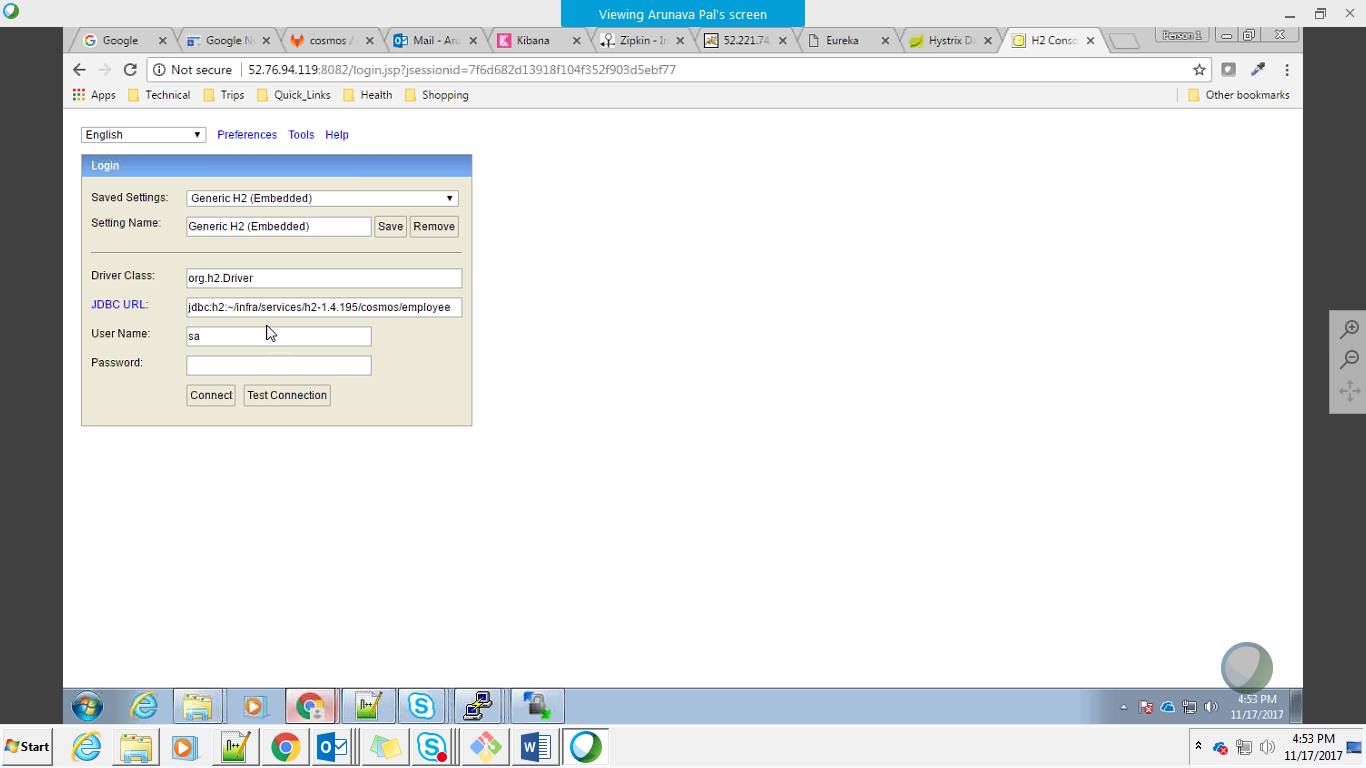 Viewing Arunava Pal's screen
Google
Google N
cosmos /
Mail - Aru
Kibana
Zipkin - In
52.221.74.
Eureka
Hystrix Da
H2 Conso
Person 1
Not secure 52.76.94.119:8082/login.jsp?jsessionid=7f6d682d13918f104f352f903d5ebf77
Apps Technical Trips Quick_Links Health Shopping Other bookmarks
English Preferences Tools Help
Login
Saved Settings: Generic H2 (Embedded)
Setting Name: Generic H2 (Embedded) Save Remove
Driver Class: org.h2.Driver
JDBC URL: jdbc:h2:~/infra/services/h2-1.4.195/cosmos/employee
User Name: sa
Password:
Connect Test Connection
4:53 PM
11/17/2017
Start
4:53 PM
11/17/2017